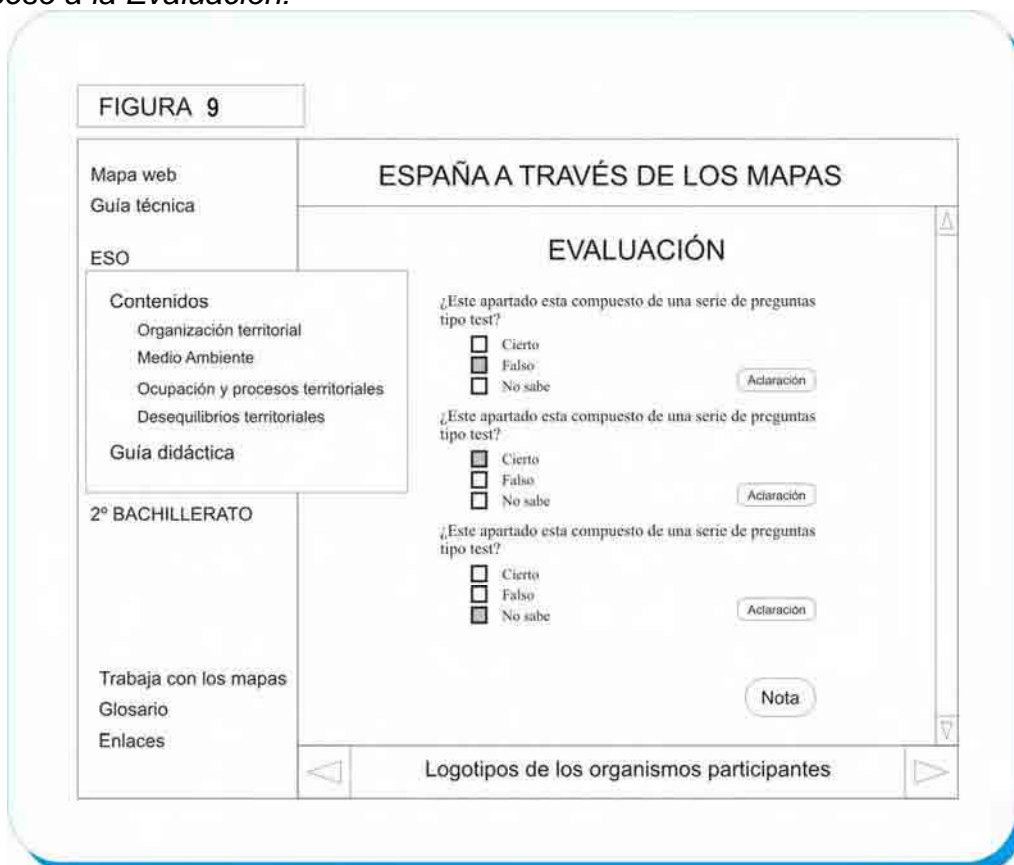 a la Evaluación.
FIGURA 9
Mapa web
Guía técnica
ESO
Contenidos
Organización territorial
Medio Ambiente
Ocupación y procesos territoriales
Desequilibrios territoriales
Guía didáctica
2º BACHILLERATO
Trabaja con los mapas
Glosario
Enlaces
ESPAÑA A TRAVÉS DE LOS MAPAS
EVALUACIÓN
¿Este apartado esta compuesto de una serie de preguntas
tipo test?
Cierto
Falso
No sabe
Aclaración
¿Este apartado esta compuesto de una serie de preguntas
tipo test?
Cierto
Falso
No sabe
Aclaración
¿Este apartado esta compuesto de una serie de preguntas
tipo test?
Cierto
Falso
No sabe
Aclaración
Nota
Logotipos de los organismos participantes